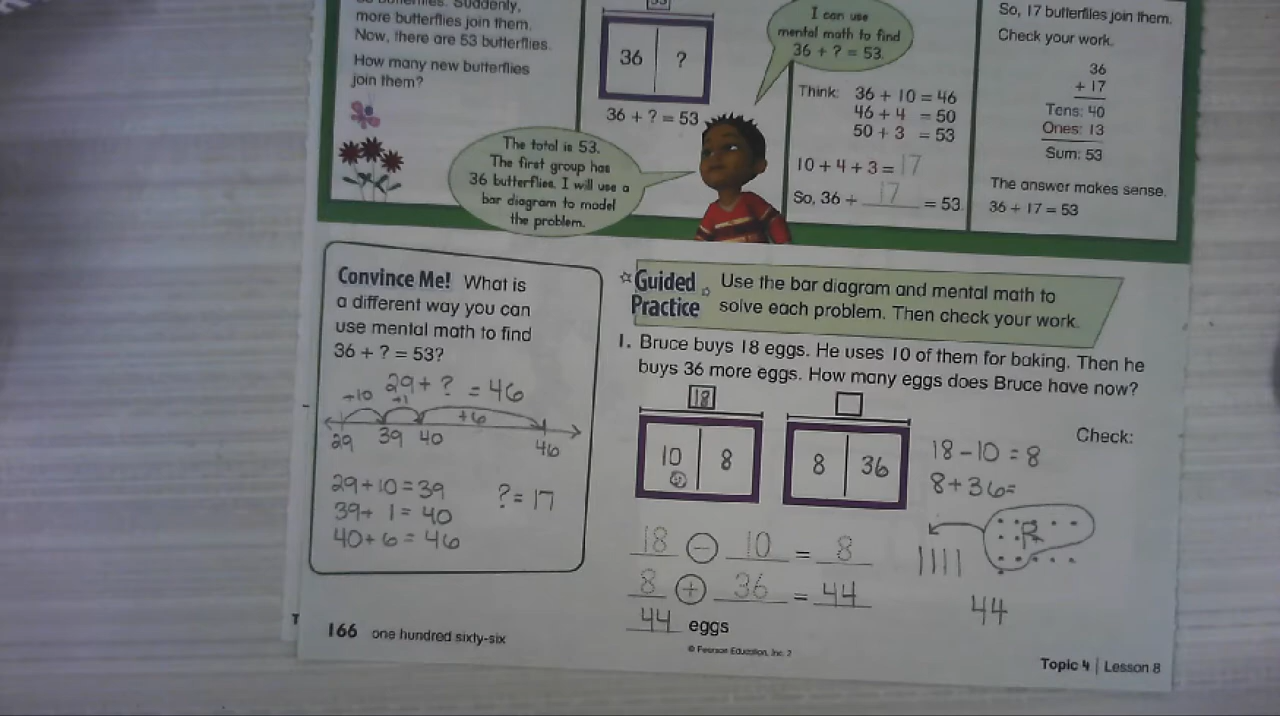 Suddenly,
more butterflies join them.
Now, there are 53 butterflies.
How many new butterflies
join them?
53
36 ?
36 + ? = 53
The total is 53.
The first group has
36 butterflies. I will use a
bar diagram to model
the problem.
I can use
mental math to find
36 + ? = 53.
Think: 36 + 10 = 46
46 + 4 = 50
50 + 3 = 53
10 + 4 + 3 = 17
So, 36 + 17 = 53.
So, 17 butterflies join them.
Check your work.
36
+ 17
Tens: 40
Ones: 13
Sum: 53
The answer makes sense.
36 + 17 = 53
Convince Me! What is
a different way you can
use mental math to find
36 + ? = 53?
29 + ? = 46
+10 +1 +6
29 39 40 46
29+10=39
39+ 1= 40
40+6=46
?= 17
Guided
Practice
Use the bar diagram and mental math to
solve each problem. Then check your work.
1. Bruce buys 18 eggs. He uses 10 of them for baking. Then he
buys 36 more eggs. How many eggs does Bruce have now?
18
10 8
8 36
Check:
18-10=8
8+36=
18 - 10 = 8
8 + 36 = 44
44 eggs
44
166 one hundred sixty-six
© Pearson Education, Inc. 2
Topic 4 | Lesson 8